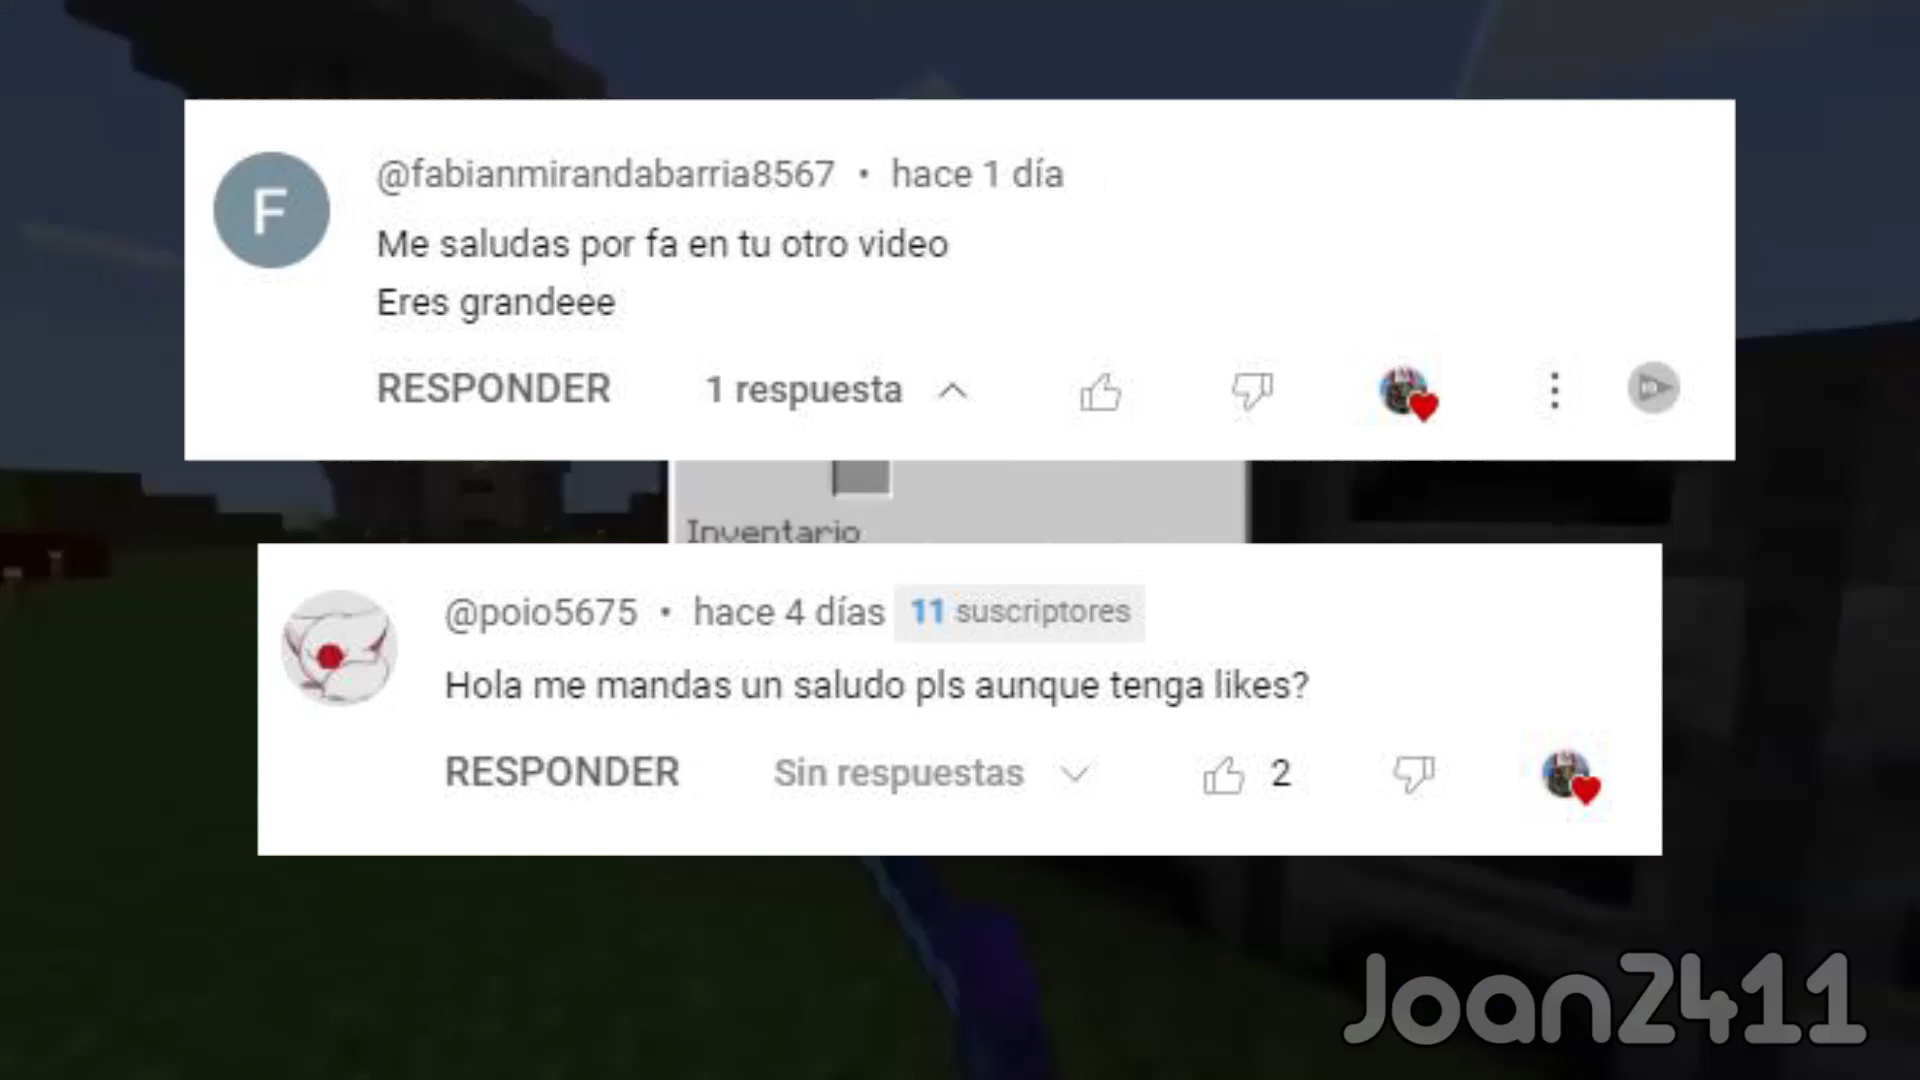 F
@fabianmirandabarria8567 • hace 1 día
Me saludas por fa en tu otro video
Eres grandeee
RESPONDER 1 respuesta
Inventario
@poio5675 • hace 4 días 11 suscriptores
Hola me mandas un saludo pls aunque tenga likes?
RESPONDER Sin respuestas 2
Joan2411